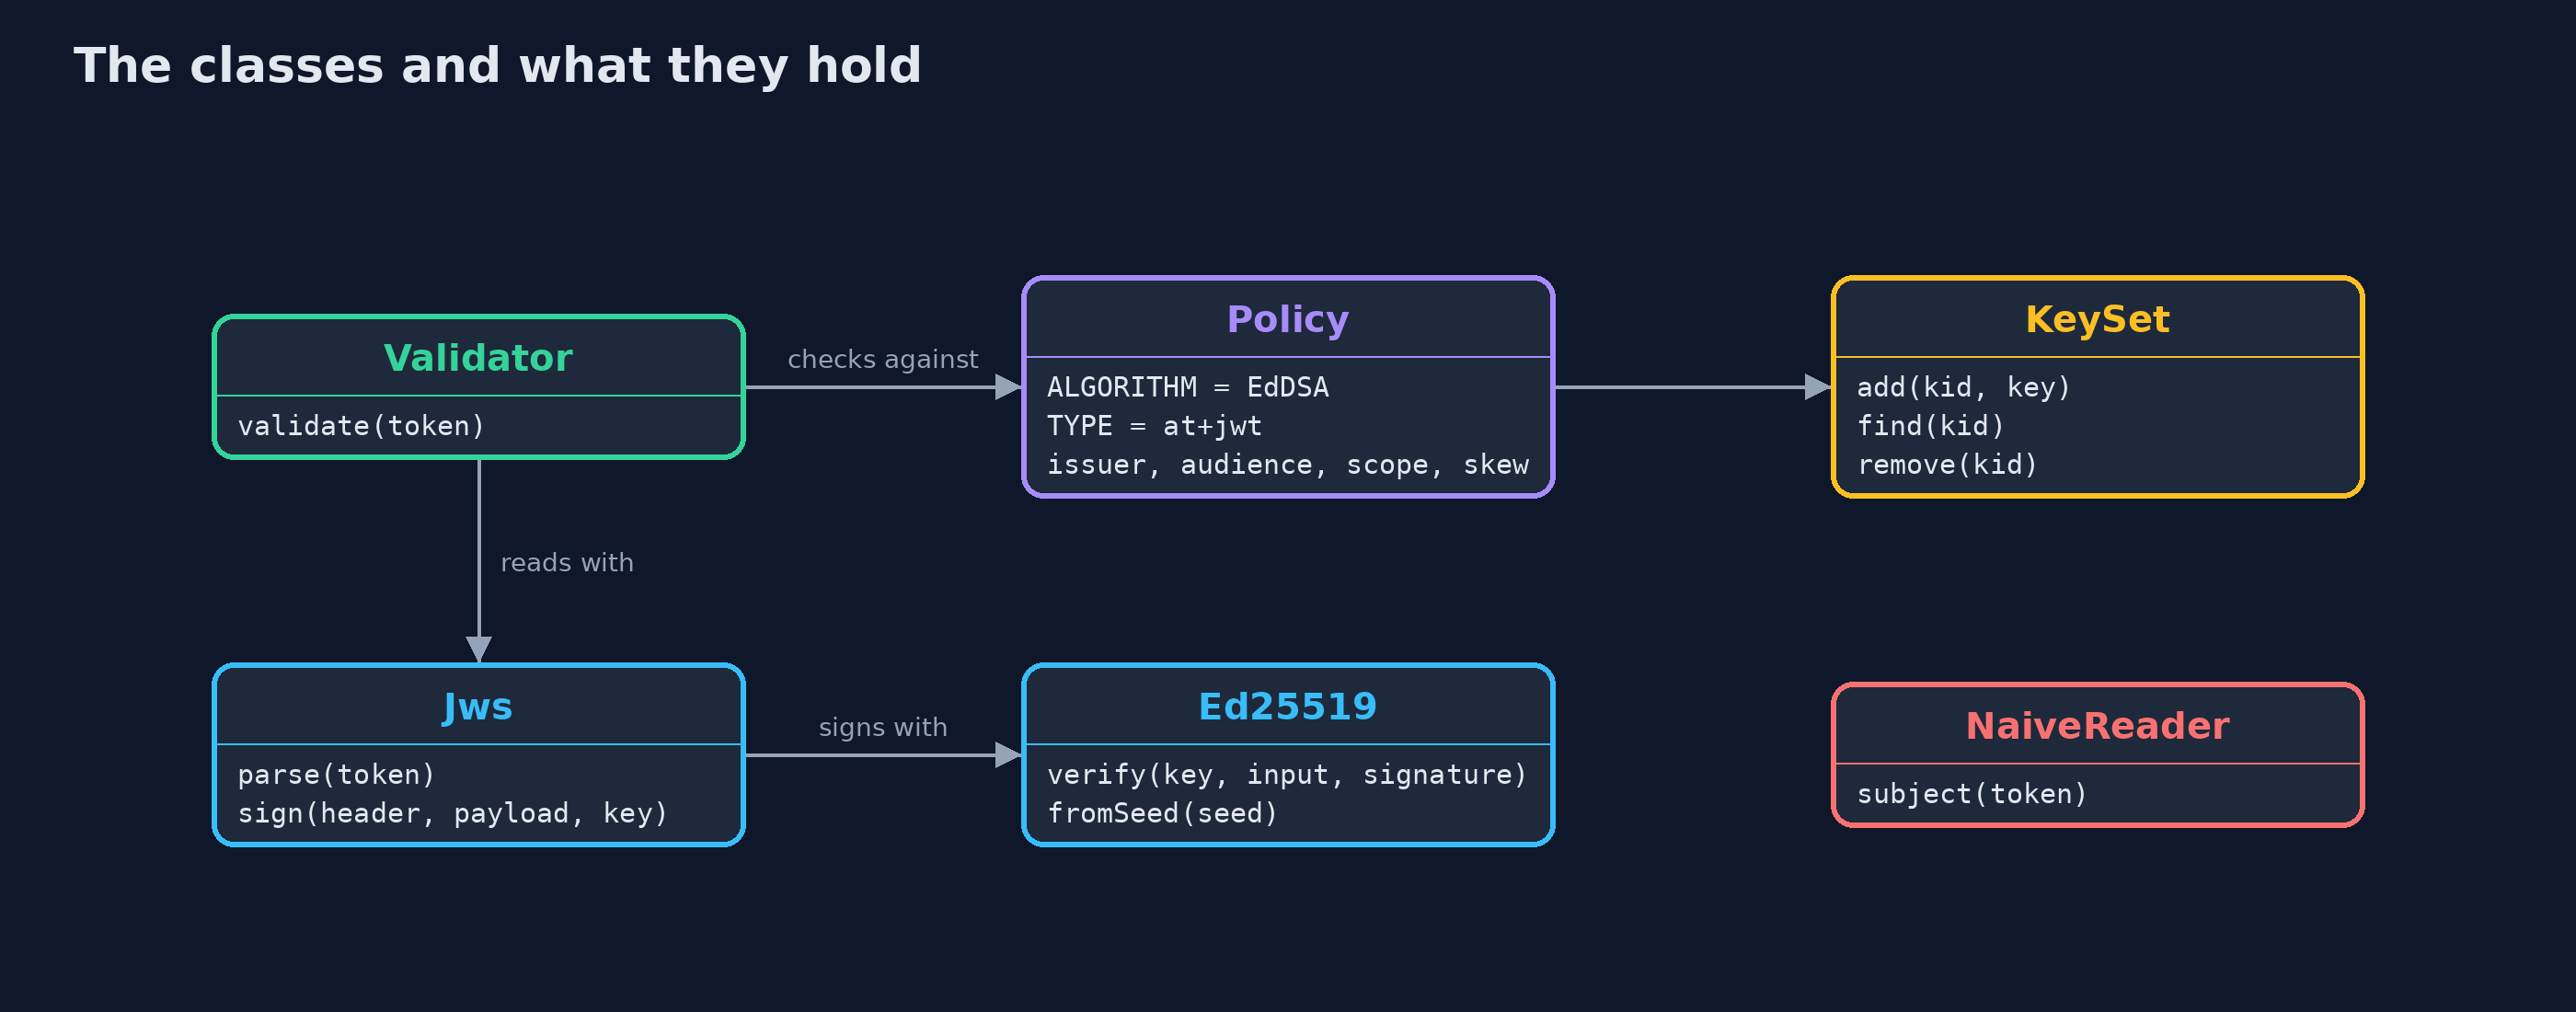 The classes and what they hold
Validator
validate(token)
checks against
Policy
ALGORITHM = EdDSA
TYPE = at+jwt
issuer, audience, scope, skew
KeySet
add(kid, key)
find(kid)
remove(kid)
reads with
Jws
parse(token)
sign(header, payload, key)
signs with
Ed25519
verify(key, input, signature)
fromSeed(seed)
NaiveReader
subject(token)